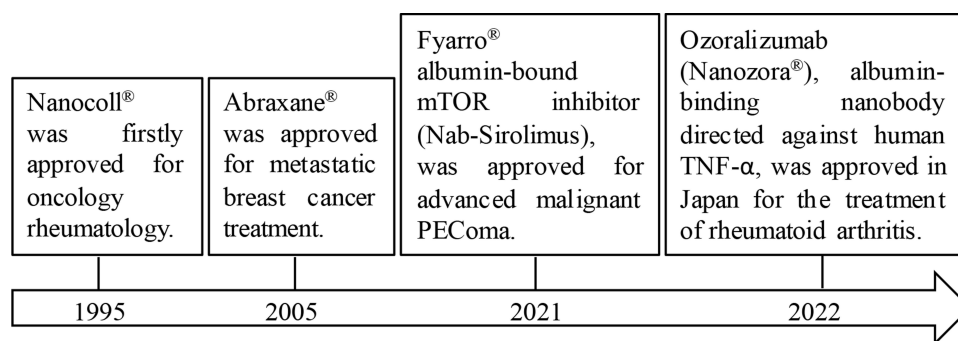 Nanocoll®
was firstly
approved for
oncology
rheumatology.
Abraxane®
was approved
for metastatic
breast cancer
treatment.
Fyarro®
albumin-bound
mTOR inhibitor
(Nab-Sirolimus),
was approved for
advanced malignant
PEComa.
Ozoralizumab
(Nanozora®), albumin-
binding nanobody
directed against human
TNF-α, was approved in
Japan for the treatment
of rheumatoid arthritis.
1995
2005
2021
2022